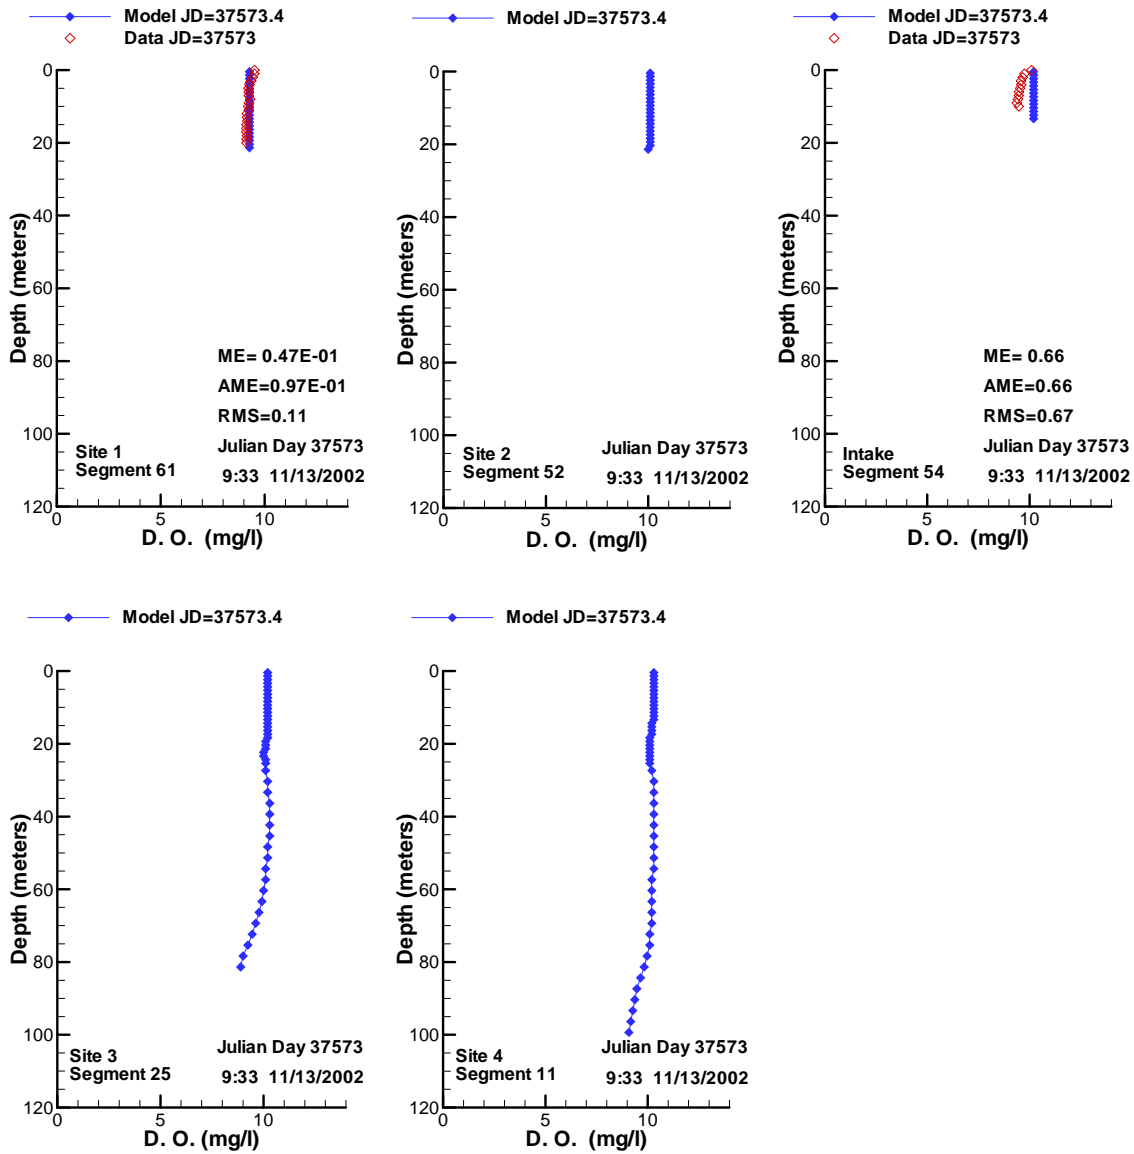 Model JD=37573.4
Data JD=37573
0
20
40
60
80
100
120
Depth (meters)
ME= 0.47E-01
AME=0.97E-01
RMS=0.11
Site 1
Segment 61
Julian Day 37573
9:33 11/13/2002
0 5 10
D. O. (mg/l)
Model JD=37573.4
0
20
40
60
80
100
120
Depth (meters)
Site 2
Segment 52
Julian Day 37573
9:33 11/13/2002
0 5 10
D. O. (mg/l)
Model JD=37573.4
Data JD=37573
0
20
40
60
80
100
120
Depth (meters)
ME= 0.66
AME=0.66
RMS=0.67
Intake
Segment 54
Julian Day 37573
9:33 11/13/2002
0 5 10
D. O. (mg/l)
Model JD=37573.4
0
20
40
60
80
100
120
Depth (meters)
Site 3
Segment 25
Julian Day 37573
9:33 11/13/2002
0 5 10
D. O. (mg/l)
Model JD=37573.4
0
20
40
60
80
100
120
Depth (meters)
Site 4
Segment 11
Julian Day 37573
9:33 11/13/2002
0 5 10
D. O. (mg/l)